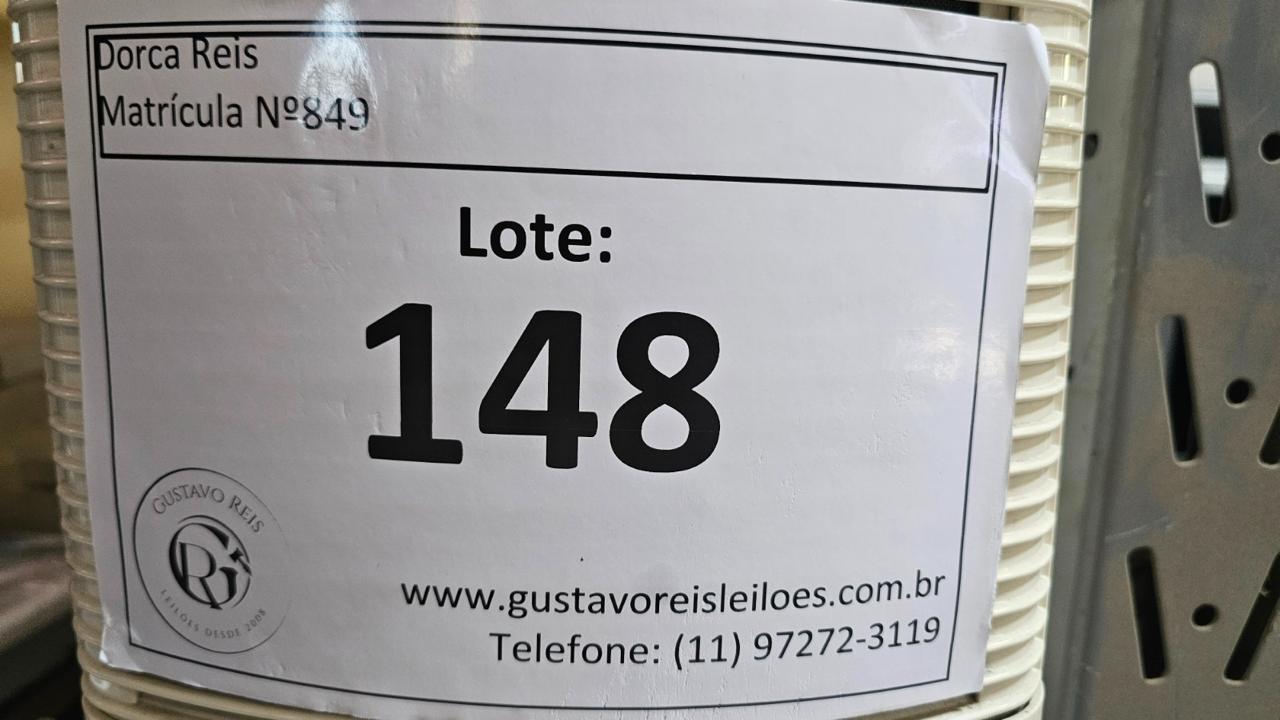 Dorca Reis
Matrícula Nº849
Lote:
148
GUSTAVO REIS
GR
LEILÕES DESDE 2008
www.gustavoreisleiloes.com.br
Telefone: (11) 97272-3119